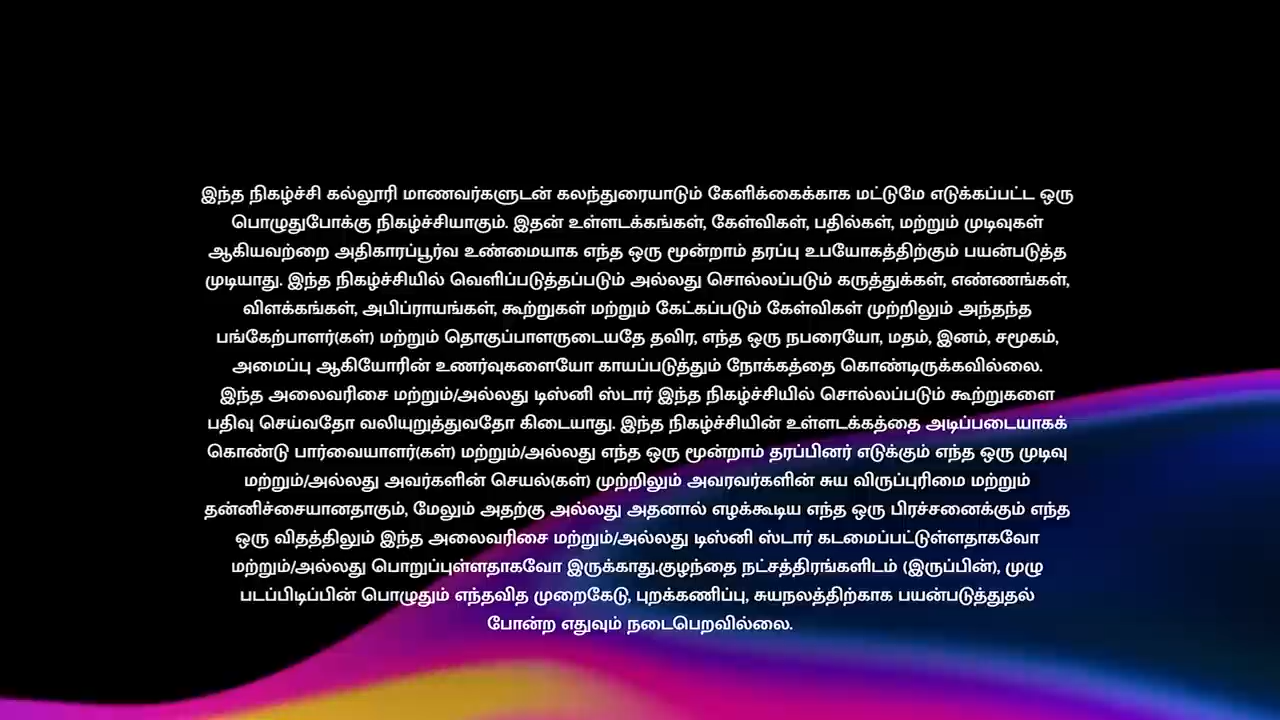 இந்த நிகழ்ச்சி கல்லூரி மாணவர்களுடன் கலந்துரையாடும் கேளிக்கைக்காக மட்டுமே எடுக்கப்பட்ட ஒரு
பொழுதுபோக்கு நிகழ்ச்சியாகும். இதன் உள்ளடக்கங்கள், கேள்விகள், பதில்கள், மற்றும் முடிவுகள்
ஆகியவற்றை அதிகாரப்பூர்வ உண்மையாக எந்த ஒரு மூன்றாம் தரப்பு உபயோகத்திற்கும் பயன்படுத்த
முடியாது. இந்த நிகழ்ச்சியில் வெளிப்படுத்தப்படும் அல்லது சொல்லப்படும் கருத்துக்கள், எண்ணங்கள்,
விளக்கங்கள், அபிப்ராயங்கள், கூற்றுகள் மற்றும் கேட்கப்படும் கேள்விகள் முற்றிலும் அந்தந்த
பங்கேற்பாளர்(கள்) மற்றும் தொகுப்பாளருடையதே தவிர, எந்த ஒரு நபரையோ, மதம், இனம், சமூகம்,
அமைப்பு ஆகியோரின் உணர்வுகளையோ காயப்படுத்தும் நோக்கத்தை கொண்டிருக்கவில்லை.
இந்த அலைவரிசை மற்றும்/அல்லது டிஸ்னி ஸ்டார் இந்த நிகழ்ச்சியில் சொல்லப்படும் கூற்றுகளை
பதிவு செய்வதோ வலியுறுத்துவதோ கிடையாது. இந்த நிகழ்ச்சியின் உள்ளடக்கத்தை அடிப்படையாகக்
கொண்டு பார்வையாளர்(கள்) மற்றும்/அல்லது எந்த ஒரு மூன்றாம் தரப்பினர் எடுக்கும் எந்த ஒரு முடிவு
மற்றும்/அல்லது அவர்களின் செயல்(கள்) முற்றிலும் அவரவர்களின் சுய விருப்புரிமை மற்றும்
தன்னிச்சையானதாகும், மேலும் அதற்கு அல்லது அதனால் எழக்கூடிய எந்த ஒரு பிரச்சனைக்கும் எந்த
ஒரு விதத்திலும் இந்த அலைவரிசை மற்றும்/அல்லது டிஸ்னி ஸ்டார் கடமைப்பட்டுள்ளதாகவோ
மற்றும்/அல்லது பொறுப்புள்ளதாகவோ இருக்காது.குழந்தை நட்சத்திரங்களிடம் (இருப்பின்), முழு
படப்பிடிப்பின் பொழுதும் எந்தவித முறைகேடு, புறக்கணிப்பு, சுயநலத்திற்காக பயன்படுத்துதல்
போன்ற எதுவும் நடைபெறவில்லை.